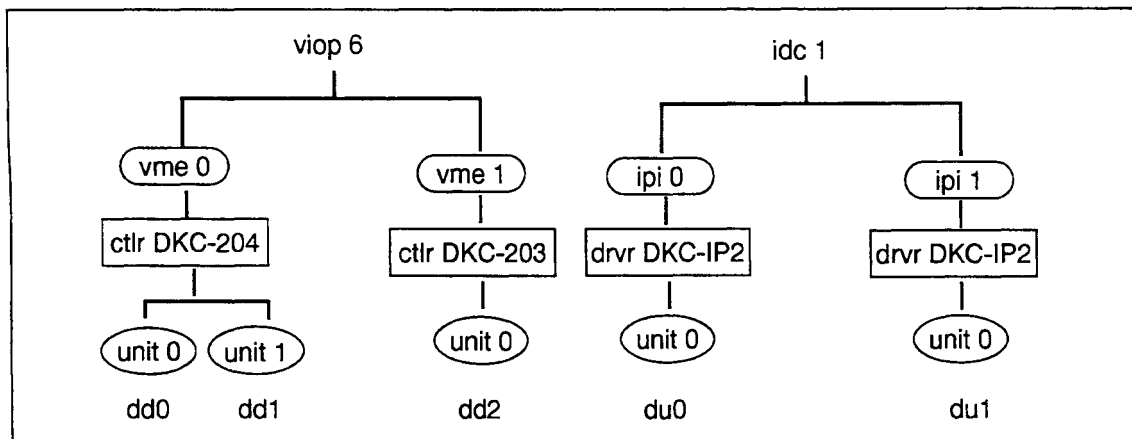 viop 6 idc 1
vme 0 vme 1 ipi 0 ipi 1
ctlr DKC-204 ctlr DKC-203 drvr DKC-IP2 drvr DKC-IP2
unit 0 unit 1 unit 0 unit 0 unit 0
dd0 dd1 dd2 du0 du1